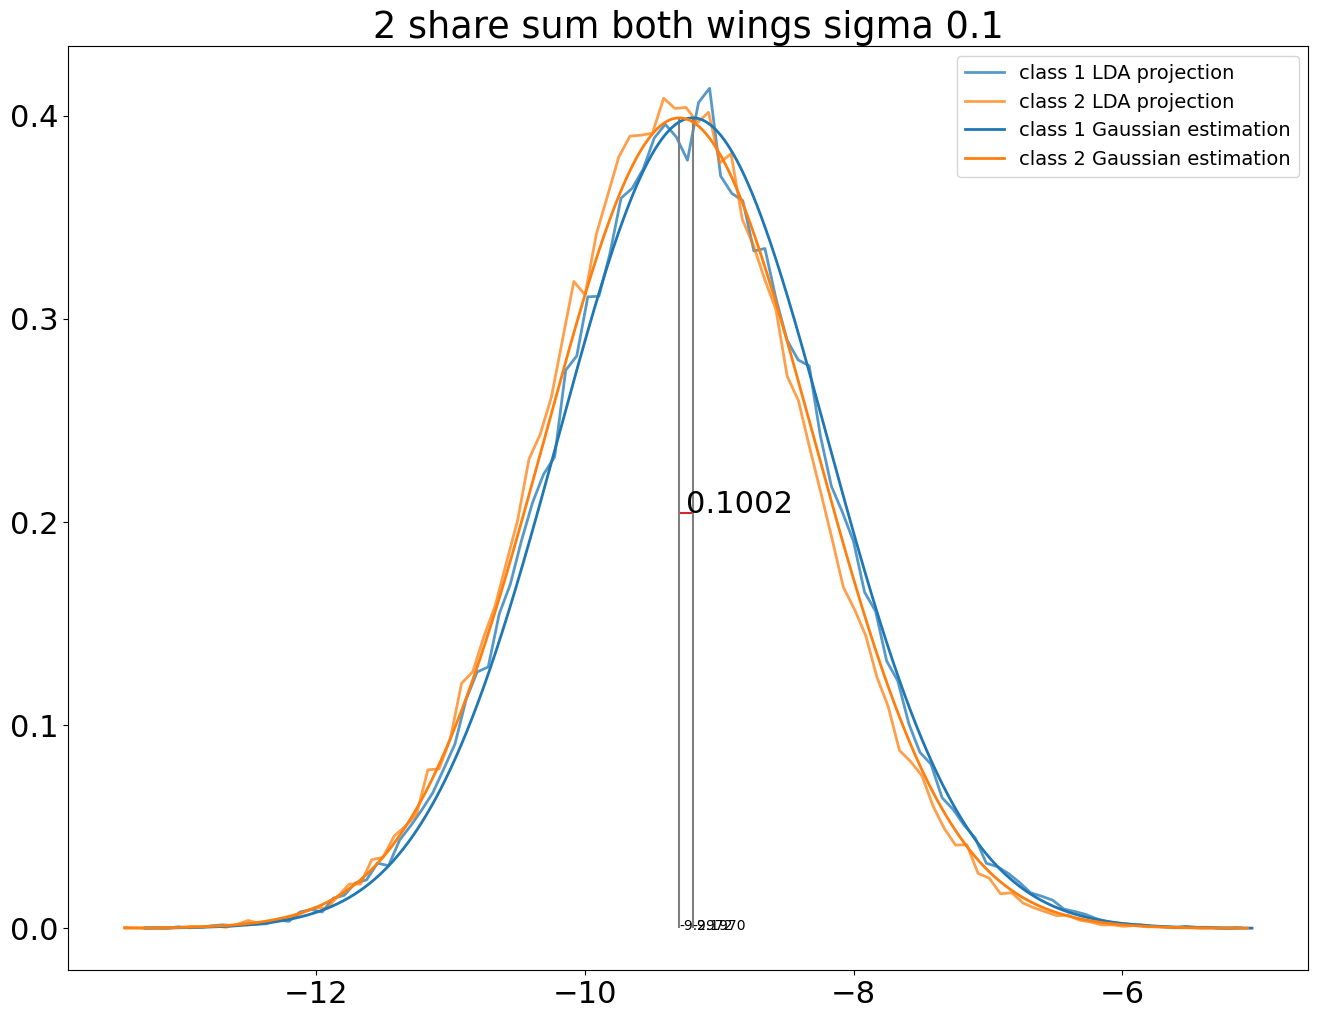 2 share sum both wings sigma 0.1
class 1 LDA projection
class 2 LDA projection
class 1 Gaussian estimation
class 2 Gaussian estimation
0.4
0.3
0.2
0.1
0.0
0.1002
−12
−10
−8
−6